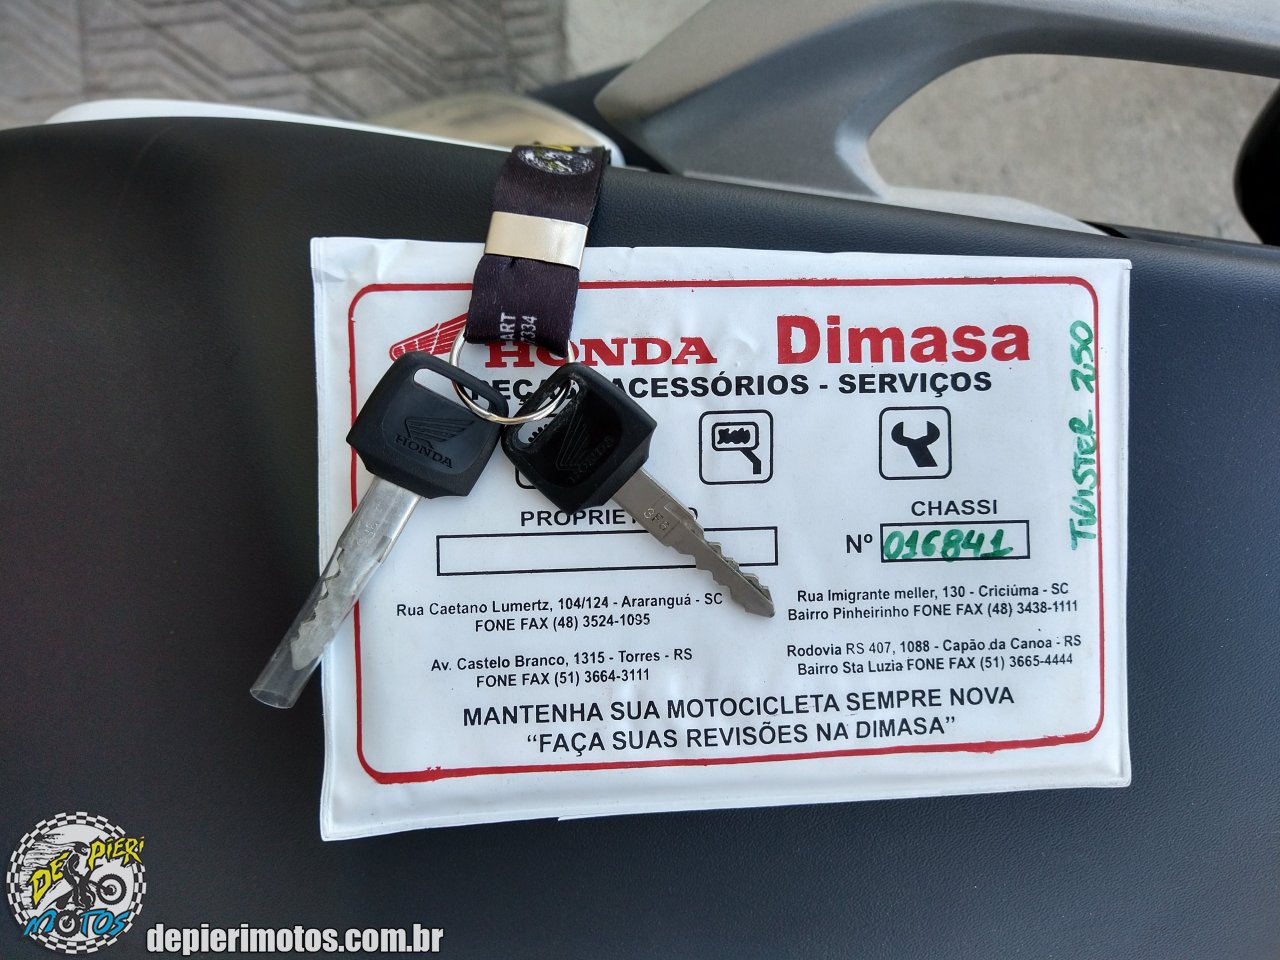 ART
334
HONDA Dimasa
ACESSÓRIOS - SERVIÇOS
TWISTER 250
HONDA
HONDA
CHASSI
Nº 016841
Rua Caetano Lumertz, 104/124 - Araranguá - SC
FONE FAX (48) 3524-1095
Rua Imigrante meller, 130 - Criciúma - SC
Bairro Pinheirinho FONE FAX (48) 3438-1111
Av. Castelo Branco, 1315 - Torres - RS
FONE FAX (51) 3664-3111
Rodovia RS 407, 1088 - Capão da Canoa - RS
Bairro Sta Luzia FONE FAX (51) 3665-4444
MANTENHA SUA MOTOCICLETA SEMPRE NOVA
“FAÇA SUAS REVISÕES NA DIMASA”
DE PIERI
MOTOS
depierimotos.com.br